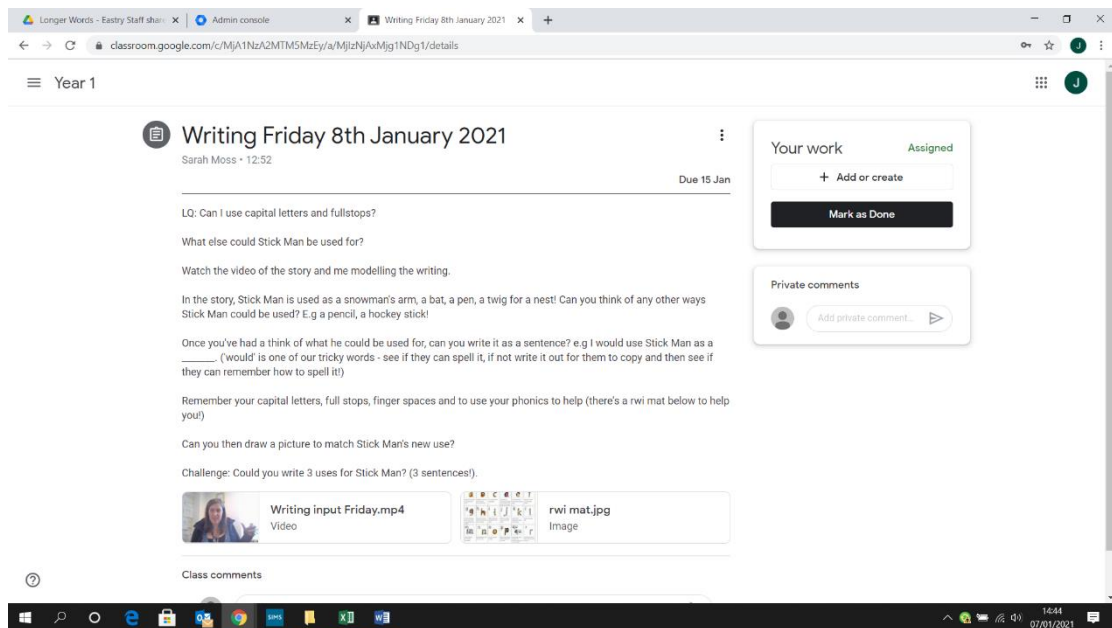 Longer Words - Eastry Staff share
Admin console
Writing Friday 8th January 2021
classroom.google.com/c/MjA1NzA2MTM5MzEy/a/MjIzNjAxMjg1NDg1/details
J
Year 1
J
Writing Friday 8th January 2021
Sarah Moss • 12:52
Due 15 Jan
LQ: Can I use capital letters and fullstops?
What else could Stick Man be used for?
Watch the video of the story and me modelling the writing.
In the story, Stick Man is used as a snowman's arm, a bat, a pen, a twig for a nest! Can you think of any other ways
Stick Man could be used? E.g a pencil, a hockey stick!
Once you've had a think of what he could be used for, can you write it as a sentence? e.g I would use Stick Man as a
______. ('would' is one of our tricky words - see if they can spell it, if not write it out for them to copy and then see if
they can remember how to spell it!)
Remember your capital letters, full stops, finger spaces and to use your phonics to help (there's a rwi mat below to help
you!)
Can you then draw a picture to match Stick Man's new use?
Challenge: Could you write 3 uses for Stick Man? (3 sentences!).
Writing input Friday.mp4
Video
rwi mat.jpg
Image
Class comments
Your work
Assigned
+ Add or create
Mark as Done
Private comments
Add private comment...
SIMS
14:44
07/01/2021